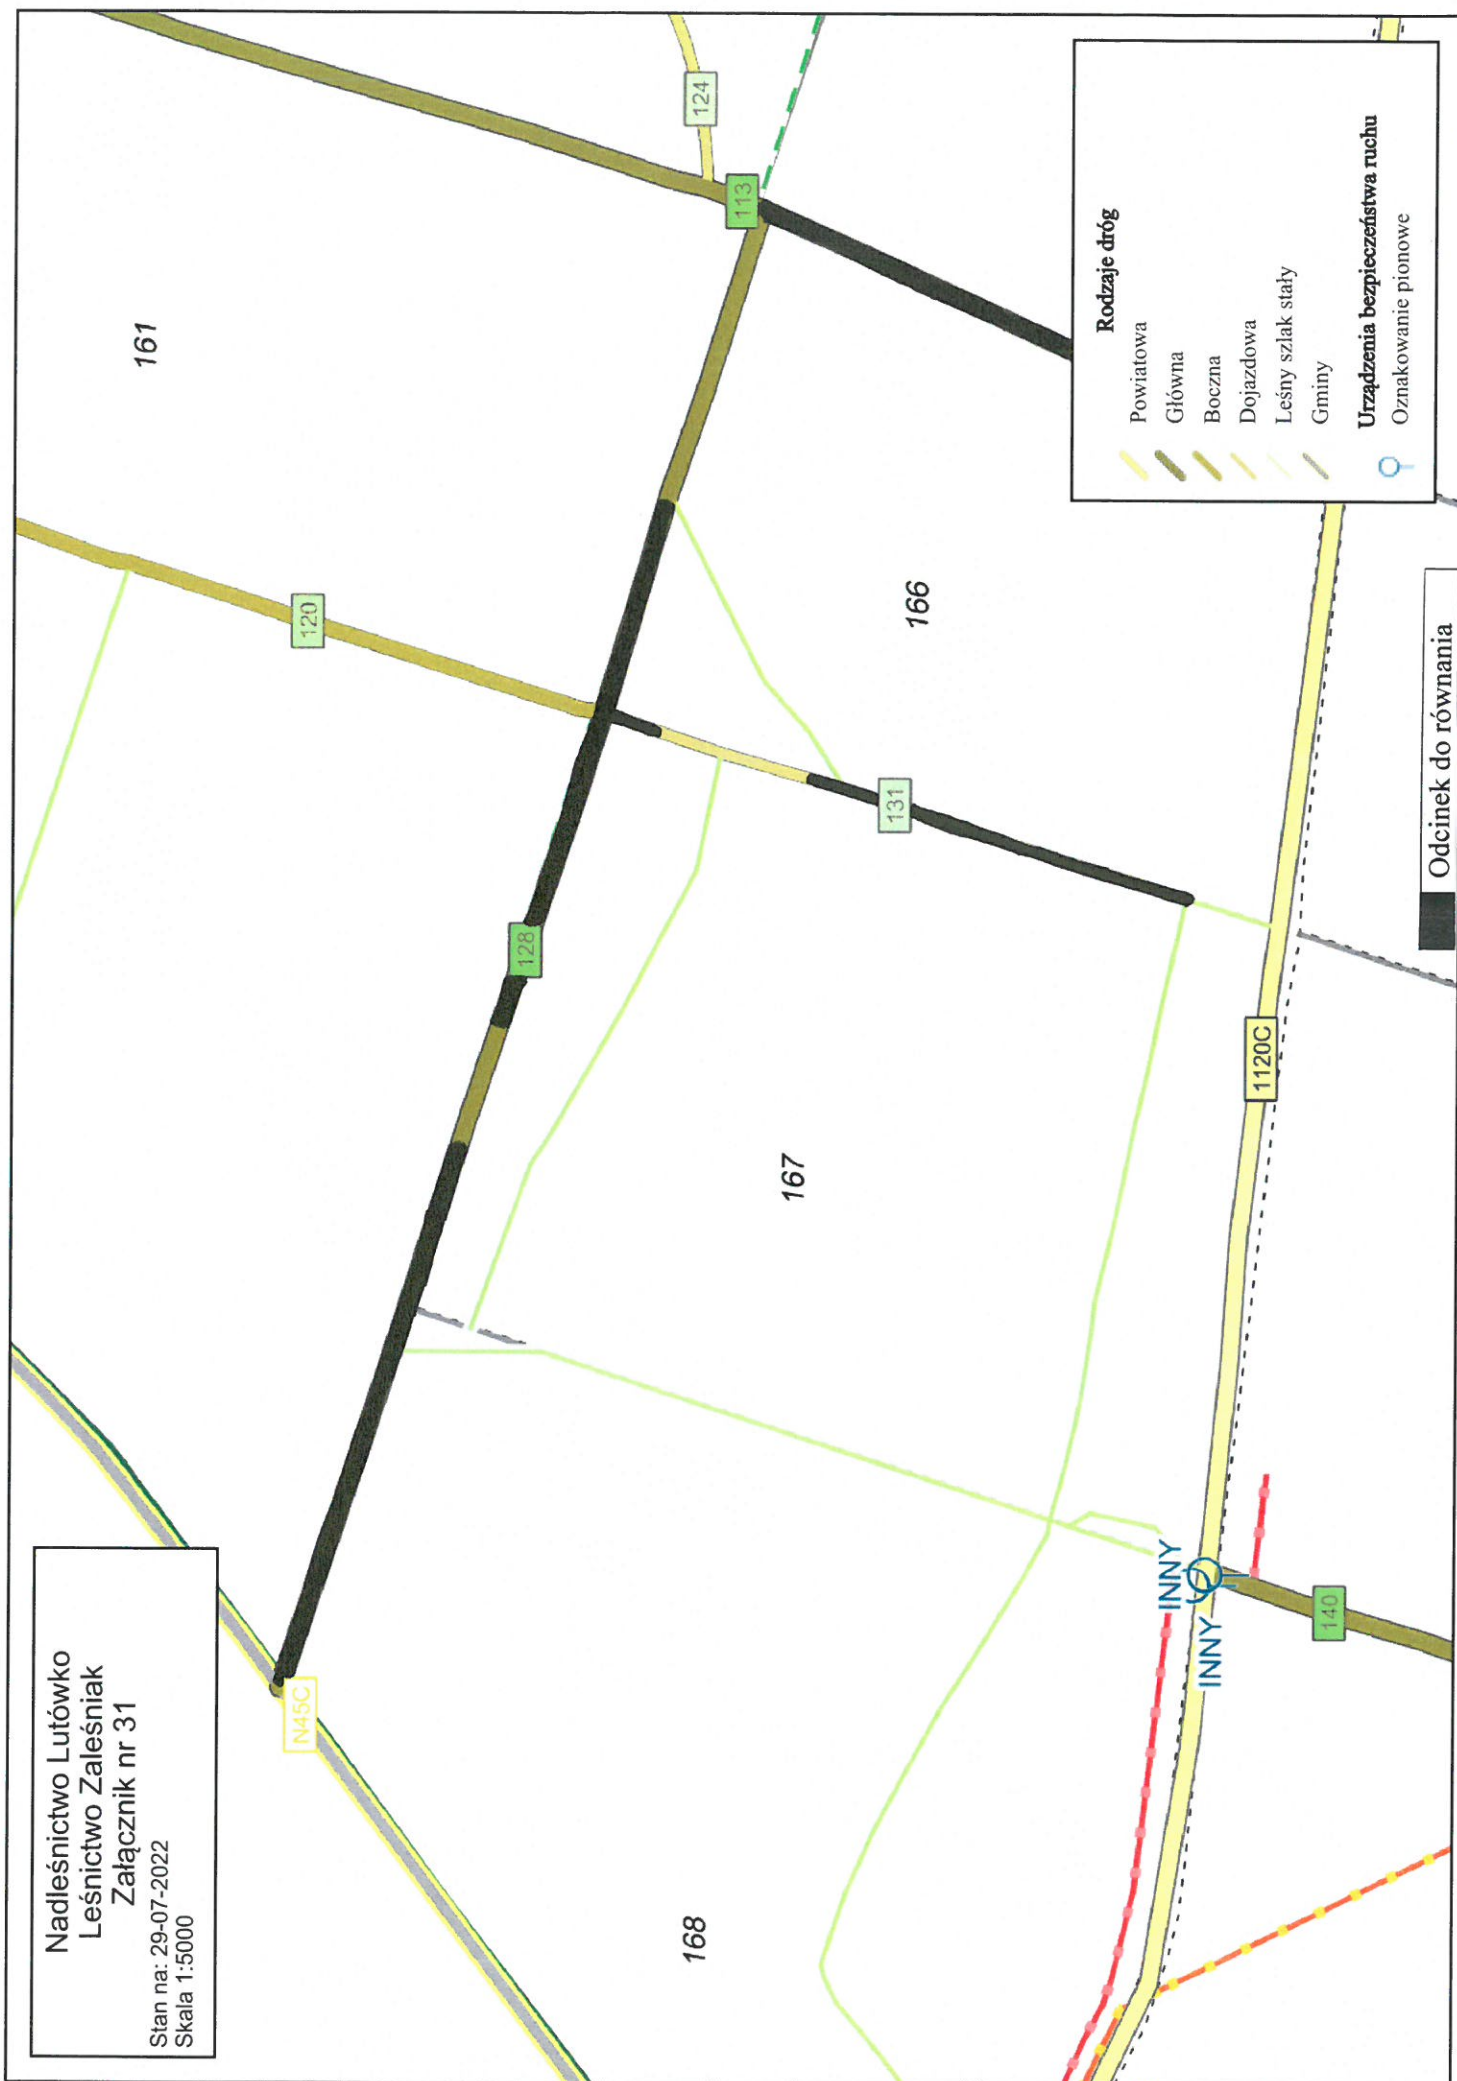 Nadleśnictwo Lutówko
Leśnictwo Zaleśniak
Załącznik nr 31
Stan na: 29-07-2022
Skala 1:5000
N45C
168
INNY
INNY
140
167
128
1120C
131
120
166
161
113
124
Rodzaje dróg
Powiatowa
Główna
Boczna
Dojazdowa
Leśny szlak stały
Gminy
Urządzenia bezpieczeństwa ruchu
Oznakowanie pionowe
Odcinek do równania